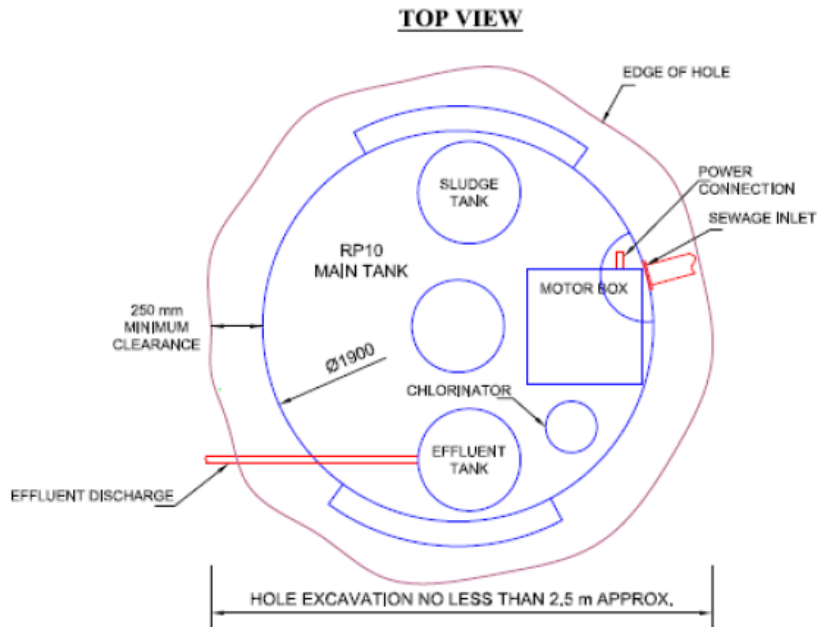 TOP VIEW
EDGE OF HOLE
POWER
CONNECTION
SLUDGE
TANK
SEWAGE INLET
RP10
MAIN TANK
MOTOR BOX
250 mm
MINIMUM
CLEARANCE
Ø1900
CHLORINATOR
EFFLUENT
TANK
EFFLUENT DISCHARGE
HOLE EXCAVATION NO LESS THAN 2.5 m APPROX.